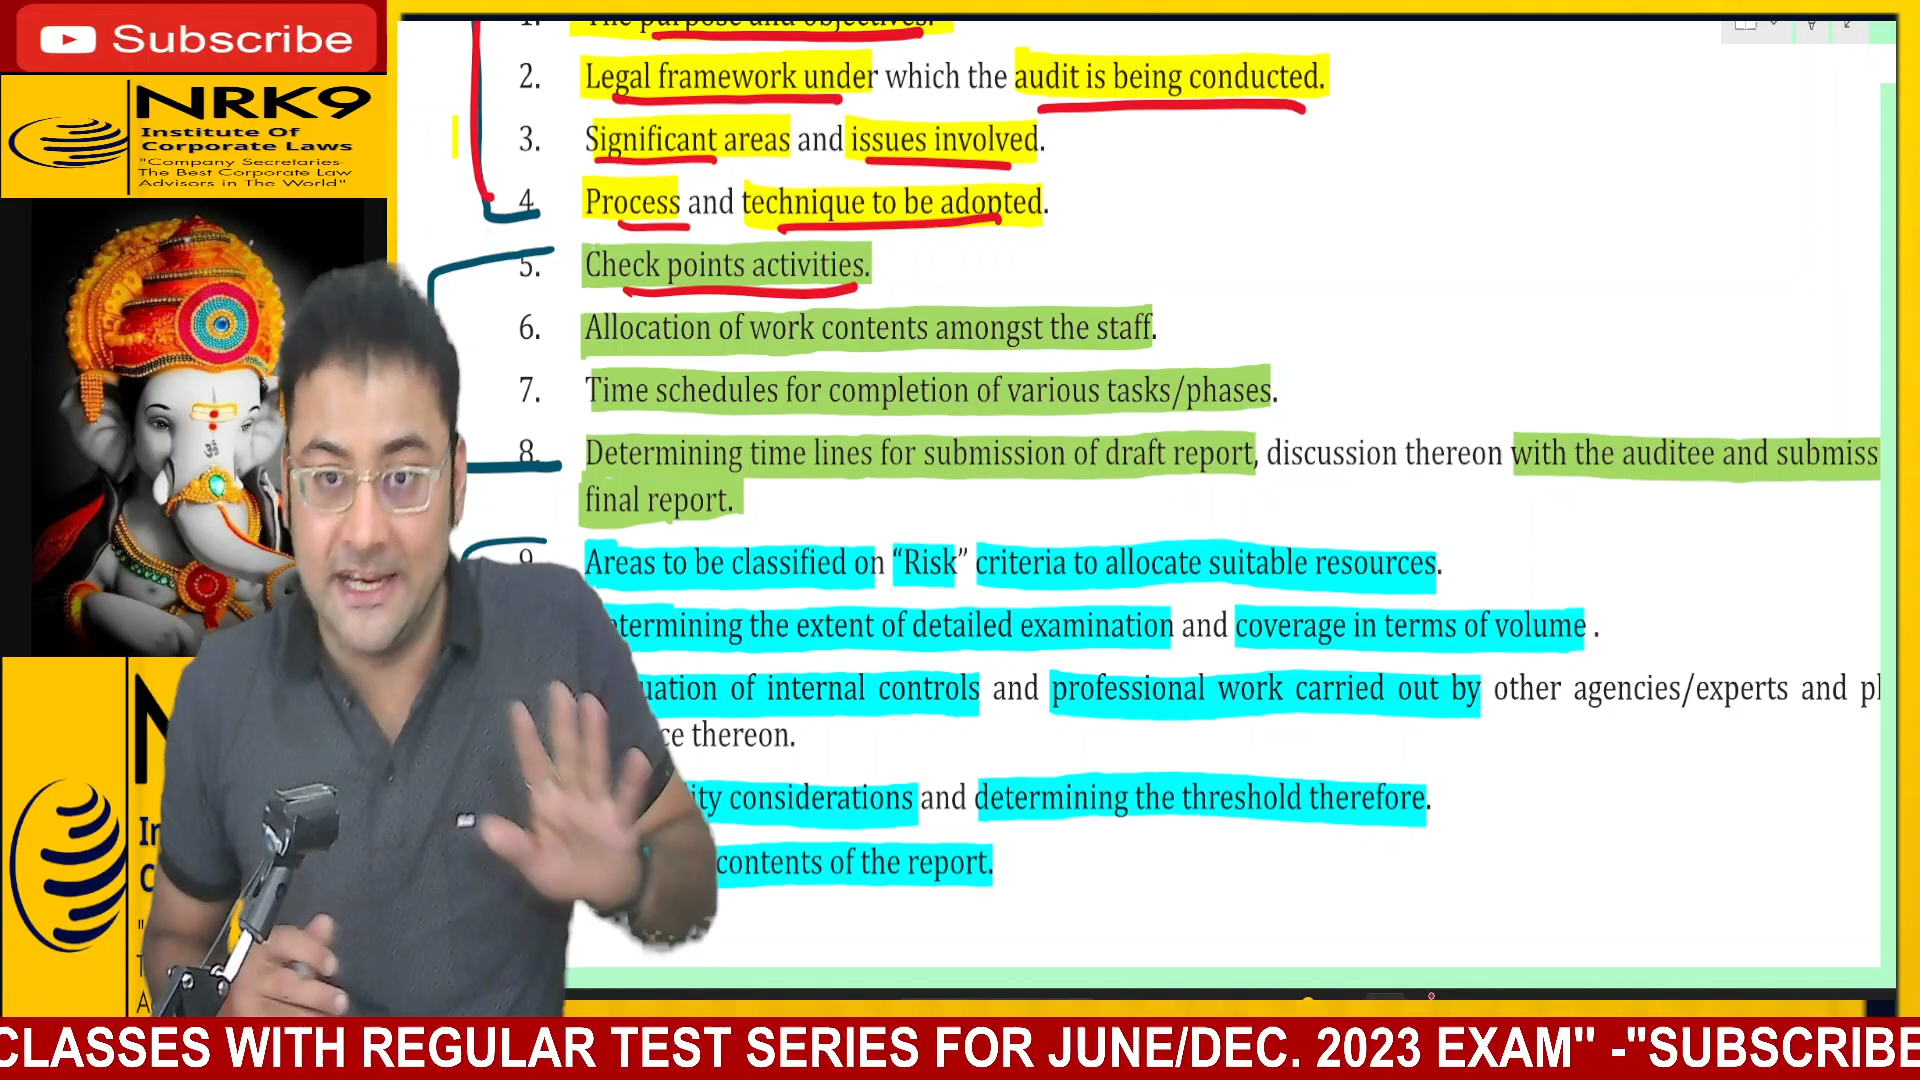 Subscribe
NRK9
Institute Of
Corporate Laws
"Company Secretaries-
The Best Corporate Law
Advisors in The World"
1. The purpose and objectives.
2. Legal framework under which the audit is being conducted.
3. Significant areas and issues involved.
4 Process and technique to be adopted.
5. Check points activities.
6. Allocation of work contents amongst the staff.
7. Time schedules for completion of various tasks/phases.
8. Determining time lines for submission of draft report, discussion thereon with the auditee and submiss
final report.
9 Areas to be classified on “Risk” criteria to allocate suitable resources.
termining the extent of detailed examination and coverage in terms of volume .
uation of internal controls and professional work carried out by other agencies/experts and pl
ce thereon.
ity considerations and determining the threshold therefore.
contents of the report.
CLASSES WITH REGULAR TEST SERIES FOR JUNE/DEC. 2023 EXAM" -"SUBSCRIBE